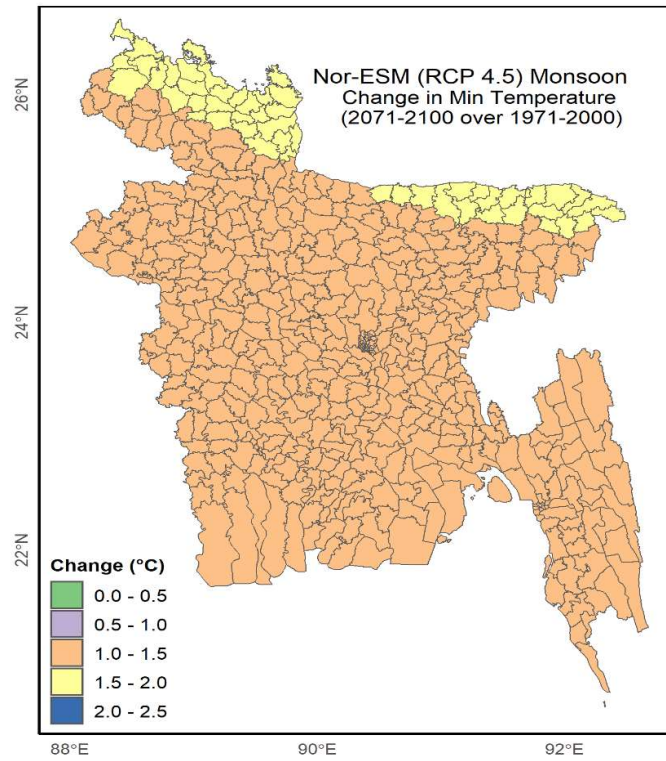 Nor-ESM (RCP 4.5) Monsoon
Change in Min Temperature
(2071-2100 over 1971-2000)
26°N
24°N
22°N
Change (°C)
0.0 - 0.5
0.5 - 1.0
1.0 - 1.5
1.5 - 2.0
2.0 - 2.5
88°E
90°E
92°E